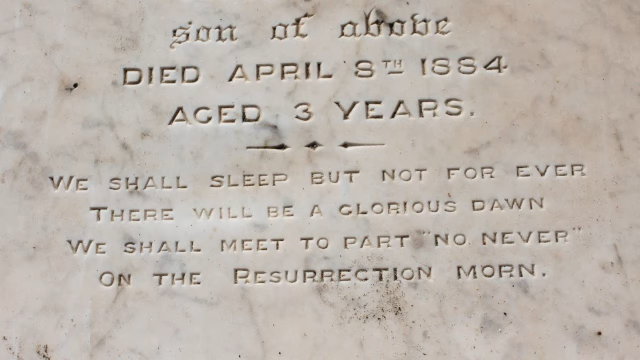 son of above
DIED APRIL 8TH 1884
AGED 3 YEARS.
WE SHALL SLEEP BUT NOT FOR EVER
THERE WILL BE A GLORIOUS DAWN
WE SHALL MEET TO PART "NO NEVER"
ON THE RESURRECTION MORN.